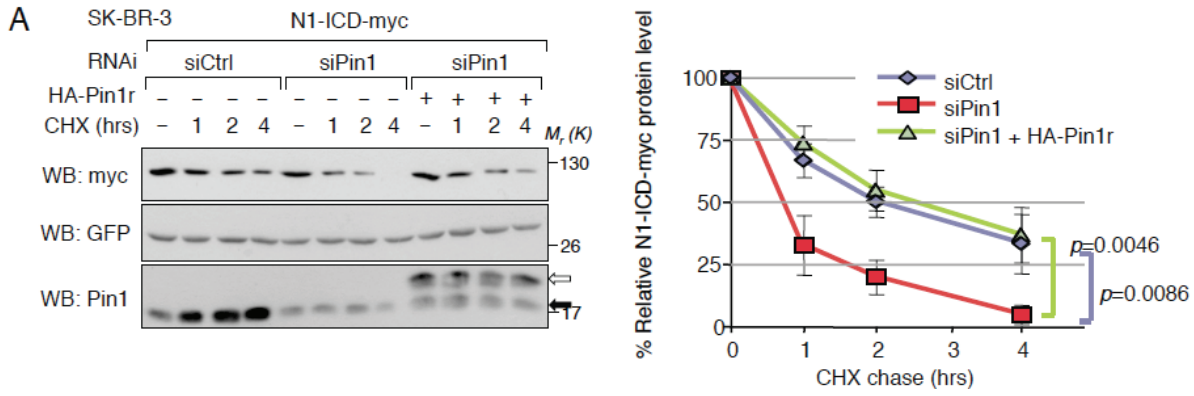 A
SK-BR-3 N1-ICD-myc
RNAi siCtrl siPin1 siPin1
HA-Pin1r – – – – – – – – + + + +
CHX (hrs) – 1 2 4 – 1 2 4 – 1 2 4 Mr (K)
WB: myc 130
WB: GFP 26
WB: Pin1 17
% Relative N1-ICD-myc protein level
100
75
50
25
0
0 1 2 3 4
CHX chase (hrs)
siCtrl
siPin1
siPin1 + HA-Pin1r
p=0.0046
p=0.0086